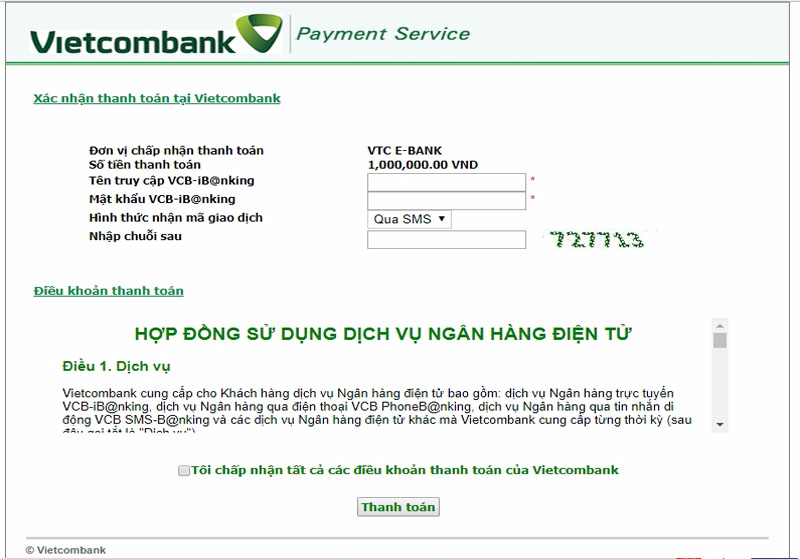 Vietcombank Payment Service
Xác nhận thanh toán tại Vietcombank
Đơn vị chấp nhận thanh toán VTC E-BANK
Số tiền thanh toán 1,000,000.00 VND
Tên truy cập VCB-iB@nking *
Mật khẩu VCB-iB@nking *
Hình thức nhận mã giao dịch Qua SMS ▼
Nhập chuỗi sau 727713
Điều khoản thanh toán
HỢP ĐỒNG SỬ DỤNG DỊCH VỤ NGÂN HÀNG ĐIỆN TỬ
Điều 1. Dịch vụ
Vietcombank cung cấp cho Khách hàng dịch vụ Ngân hàng điện tử bao gồm: dịch vụ Ngân hàng trực tuyến
VCB-iB@nking, dịch vụ Ngân hàng qua điện thoại VCB PhoneB@nking, dịch vụ Ngân hàng qua tin nhắn di
động VCB SMS-B@nking và các dịch vụ Ngân hàng điện tử khác mà Vietcombank cung cấp từng thời kỳ (sau
đây gọi tắt là "Dịch vụ")
Tôi chấp nhận tất cả các điều khoản thanh toán của Vietcombank
Thanh toán
© Vietcombank